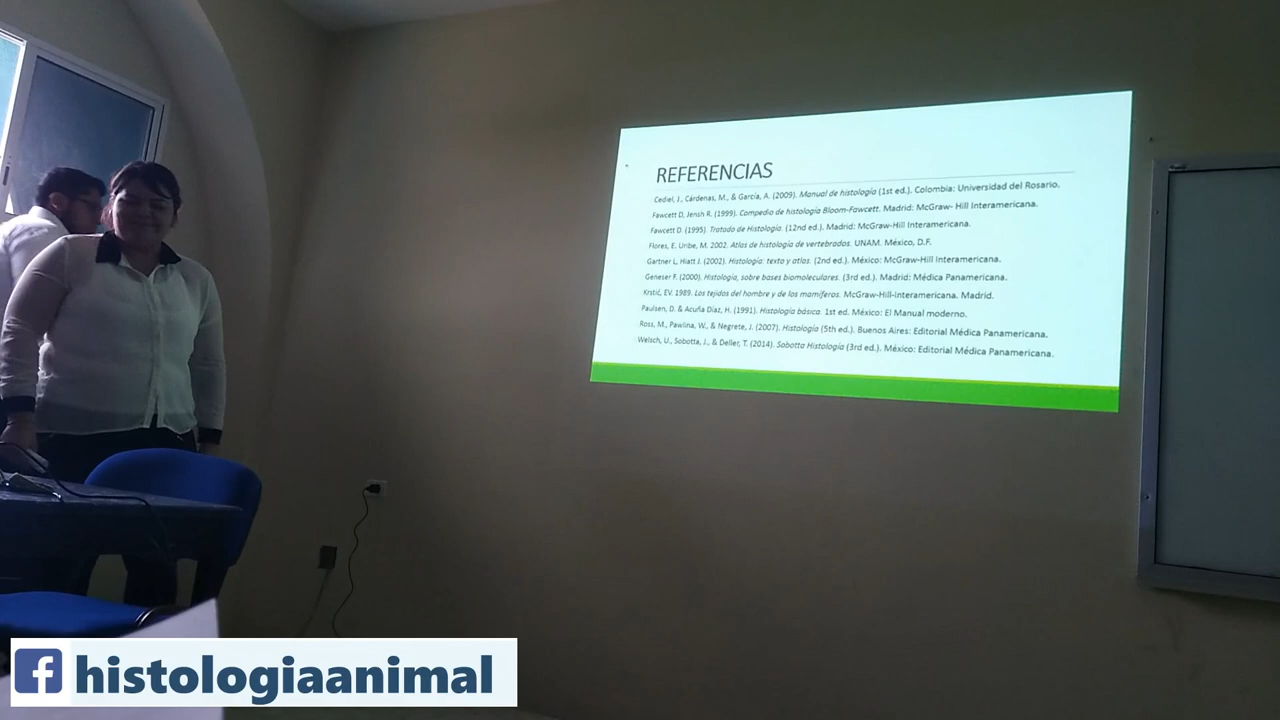 REFERENCIAS
Cediel, J., Cárdenas, M., & García, A. (2009). Manual de histología (1st ed.). Colombia: Universidad del Rosario.
Fawcett D, Jensh R. (1999). Compedio de histología Bloom-Fawcett. Madrid: McGraw- Hill Interamericana.
Fawcett D. (1995). Tratado de Histología. (12nd ed.). Madrid: McGraw-Hill Interamericana.
Flores, E. Uribe, M. 2002. Atlas de histología de vertebrados. UNAM. México, D.F.
Gartner L, Hiatt J. (2002). Histología: texto y atlas. (2nd ed.). México: McGraw-Hill Interamericana.
Geneser F. (2000). Histología, sobre bases biomoleculares. (3rd ed.). Madrid: Médica Panamericana.
Krstić, EV. 1989. Los tejidos del hombre y de los mamíferos. McGraw-Hill-Interamericana. Madrid.
Paulsen, D. & Acuña Díaz, H. (1991). Histología básica. 1st ed. México: El Manual moderno.
Ross, M., Pawlina, W., & Negrete, J. (2007). Histología (5th ed.). Buenos Aires: Editorial Médica Panamericana.
Welsch, U., Sobotta, J., & Deller, T. (2014). Sobotta Histología (3rd ed.). México: Editorial Médica Panamericana.
f histologiaanimal